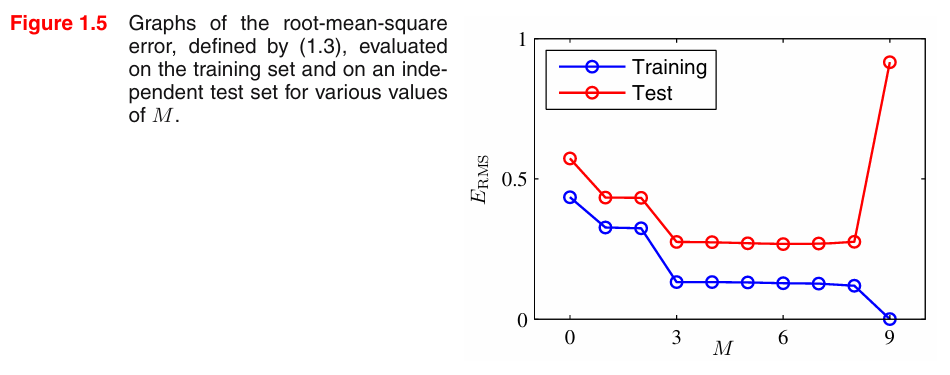 Figure 1.5 Graphs of the root-mean-square
error, defined by (1.3), evaluated
on the training set and on an inde-
pendent test set for various values
of M.
1
Training
Test
0.5
E_RMS
0
0
3
6
9
M